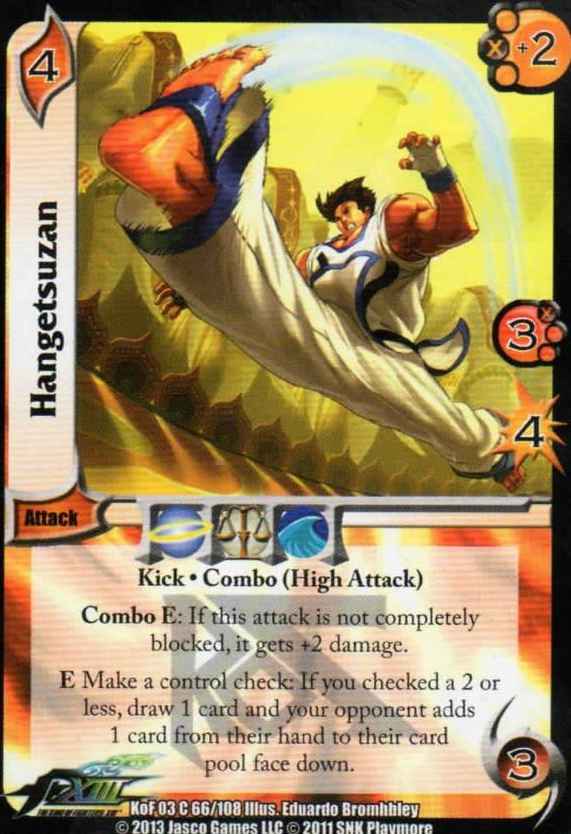 4
+2
Hangetsuzan
3
4
Attack
Kick • Combo (High Attack)
Combo E: If this attack is not completely
blocked, it gets +2 damage.
E Make a control check: If you checked a 2 or
less, draw 1 card and your opponent adds
1 card from their hand to their card
pool face down.
3
XIII
KoF 03 C 66/108 Illus. Eduardo Bromhbley
© 2013 Jasco Games LLC © 2011 SNK Playmore